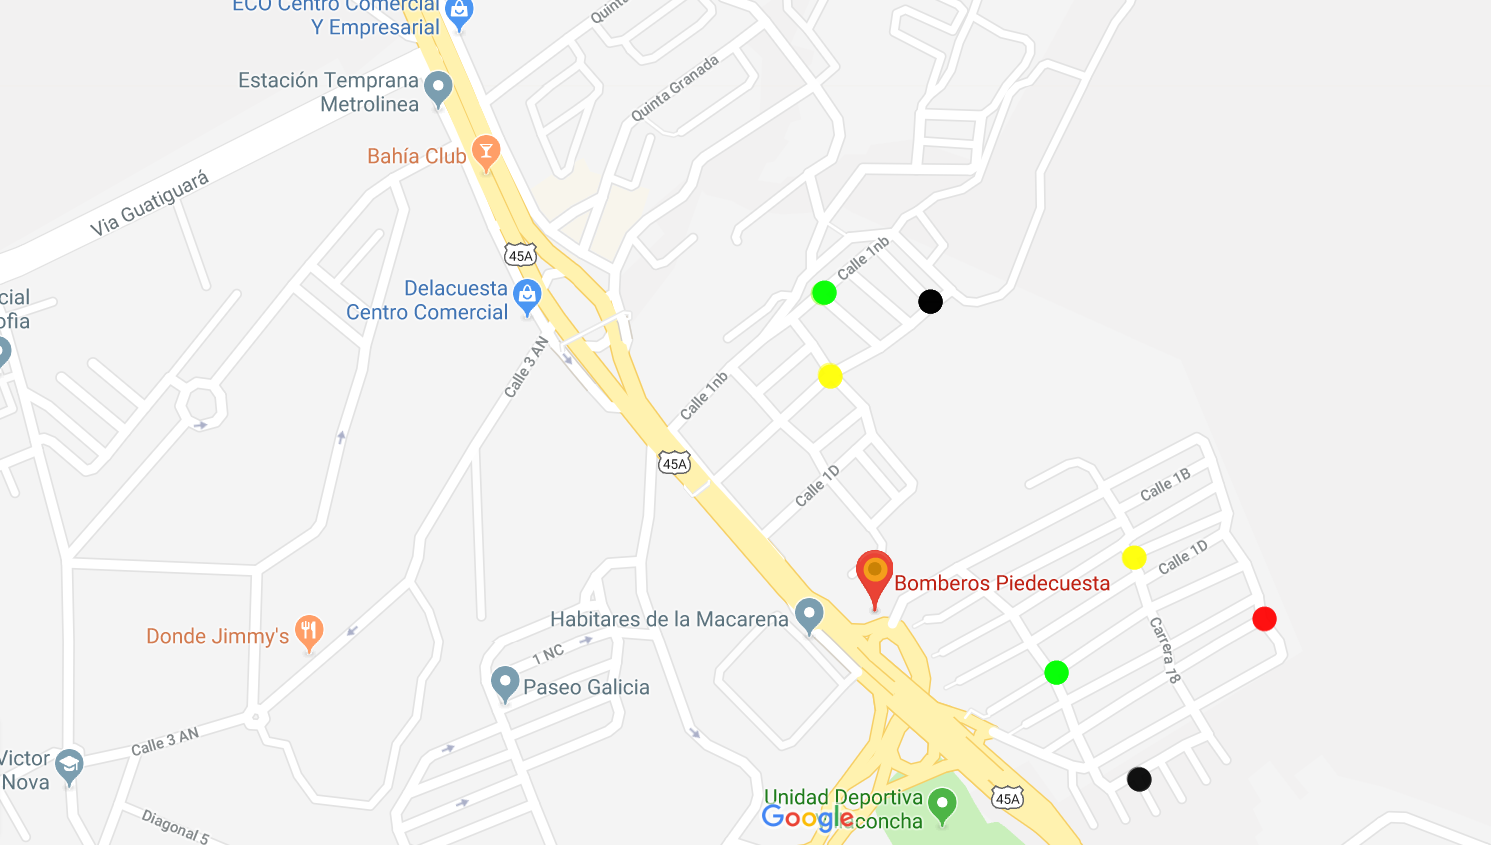 ECO Centro Comercial
Y Empresarial
Quinta
Estación Temprana
Metrolinea
Quinta Granada
Bahía Club
Via Guatiguará
45A
Calle 1nb
Delacuesta
Centro Comercial
cial
ofia
Calle 3 AN
Calle 1nb
45A
Calle 1D
Calle 1B
Calle 1D
Bomberos Piedecuesta
Habitares de la Macarena
Donde Jimmy's
1 NC
Carrera 18
Paseo Galicia
Calle 3 AN
Victor
Nova
Unidad Deportiva
aconcha
Google
45A
Diagonal 5